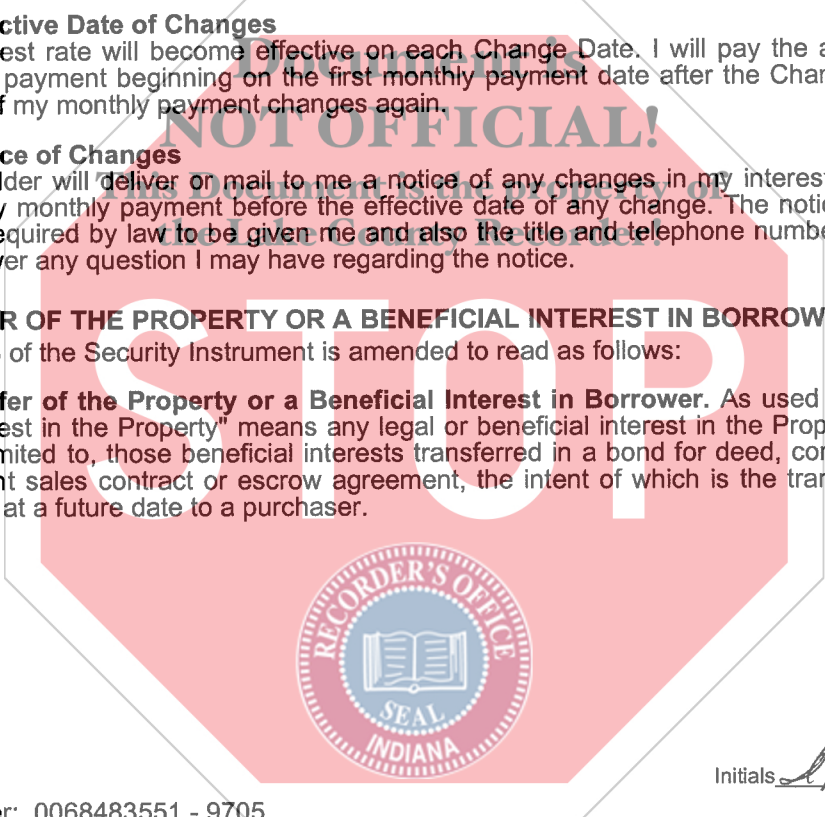 ctive Date of Changes
est rate will become effective on each Change Date. I will pay the a
payment beginning on the first monthly payment date after the Char
f my monthly payment changes again.
Document is
NOT OFFICIAL!
This Document is the property of
the Lake County Recorder!
ce of Changes
lder will deliver or mail to me a notice of any changes in my interest
y monthly payment before the effective date of any change. The notic
equired by law to be given me and also the title and telephone numbe
ver any question I may have regarding the notice.
R OF THE PROPERTY OR A BENEFICIAL INTEREST IN BORROW
of the Security Instrument is amended to read as follows:
STOP
fer of the Property or a Beneficial Interest in Borrower. As used
est in the Property" means any legal or beneficial interest in the Prop
mited to, those beneficial interests transferred in a bond for deed, con
nt sales contract or escrow agreement, the intent of which is the tran
at a future date to a purchaser.
RECORDER'S OFFICE
SEAL
INDIANA
Initials
er: 0068483551 - 9705